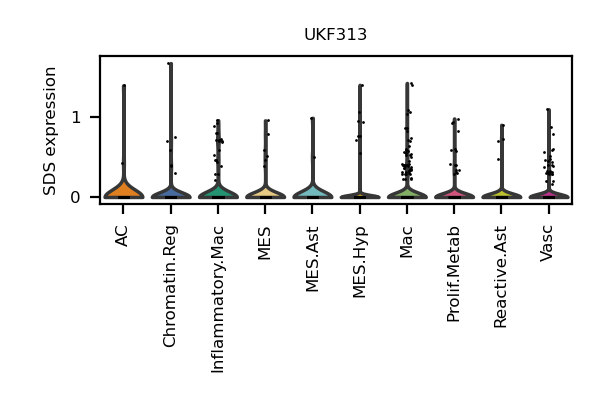 UKF313
SDS expression
1
0
AC
Chromatin.Reg
Inflammatory.Mac
MES
MES.Ast
MES.Hyp
Mac
Prolif.Metab
Reactive.Ast
Vasc